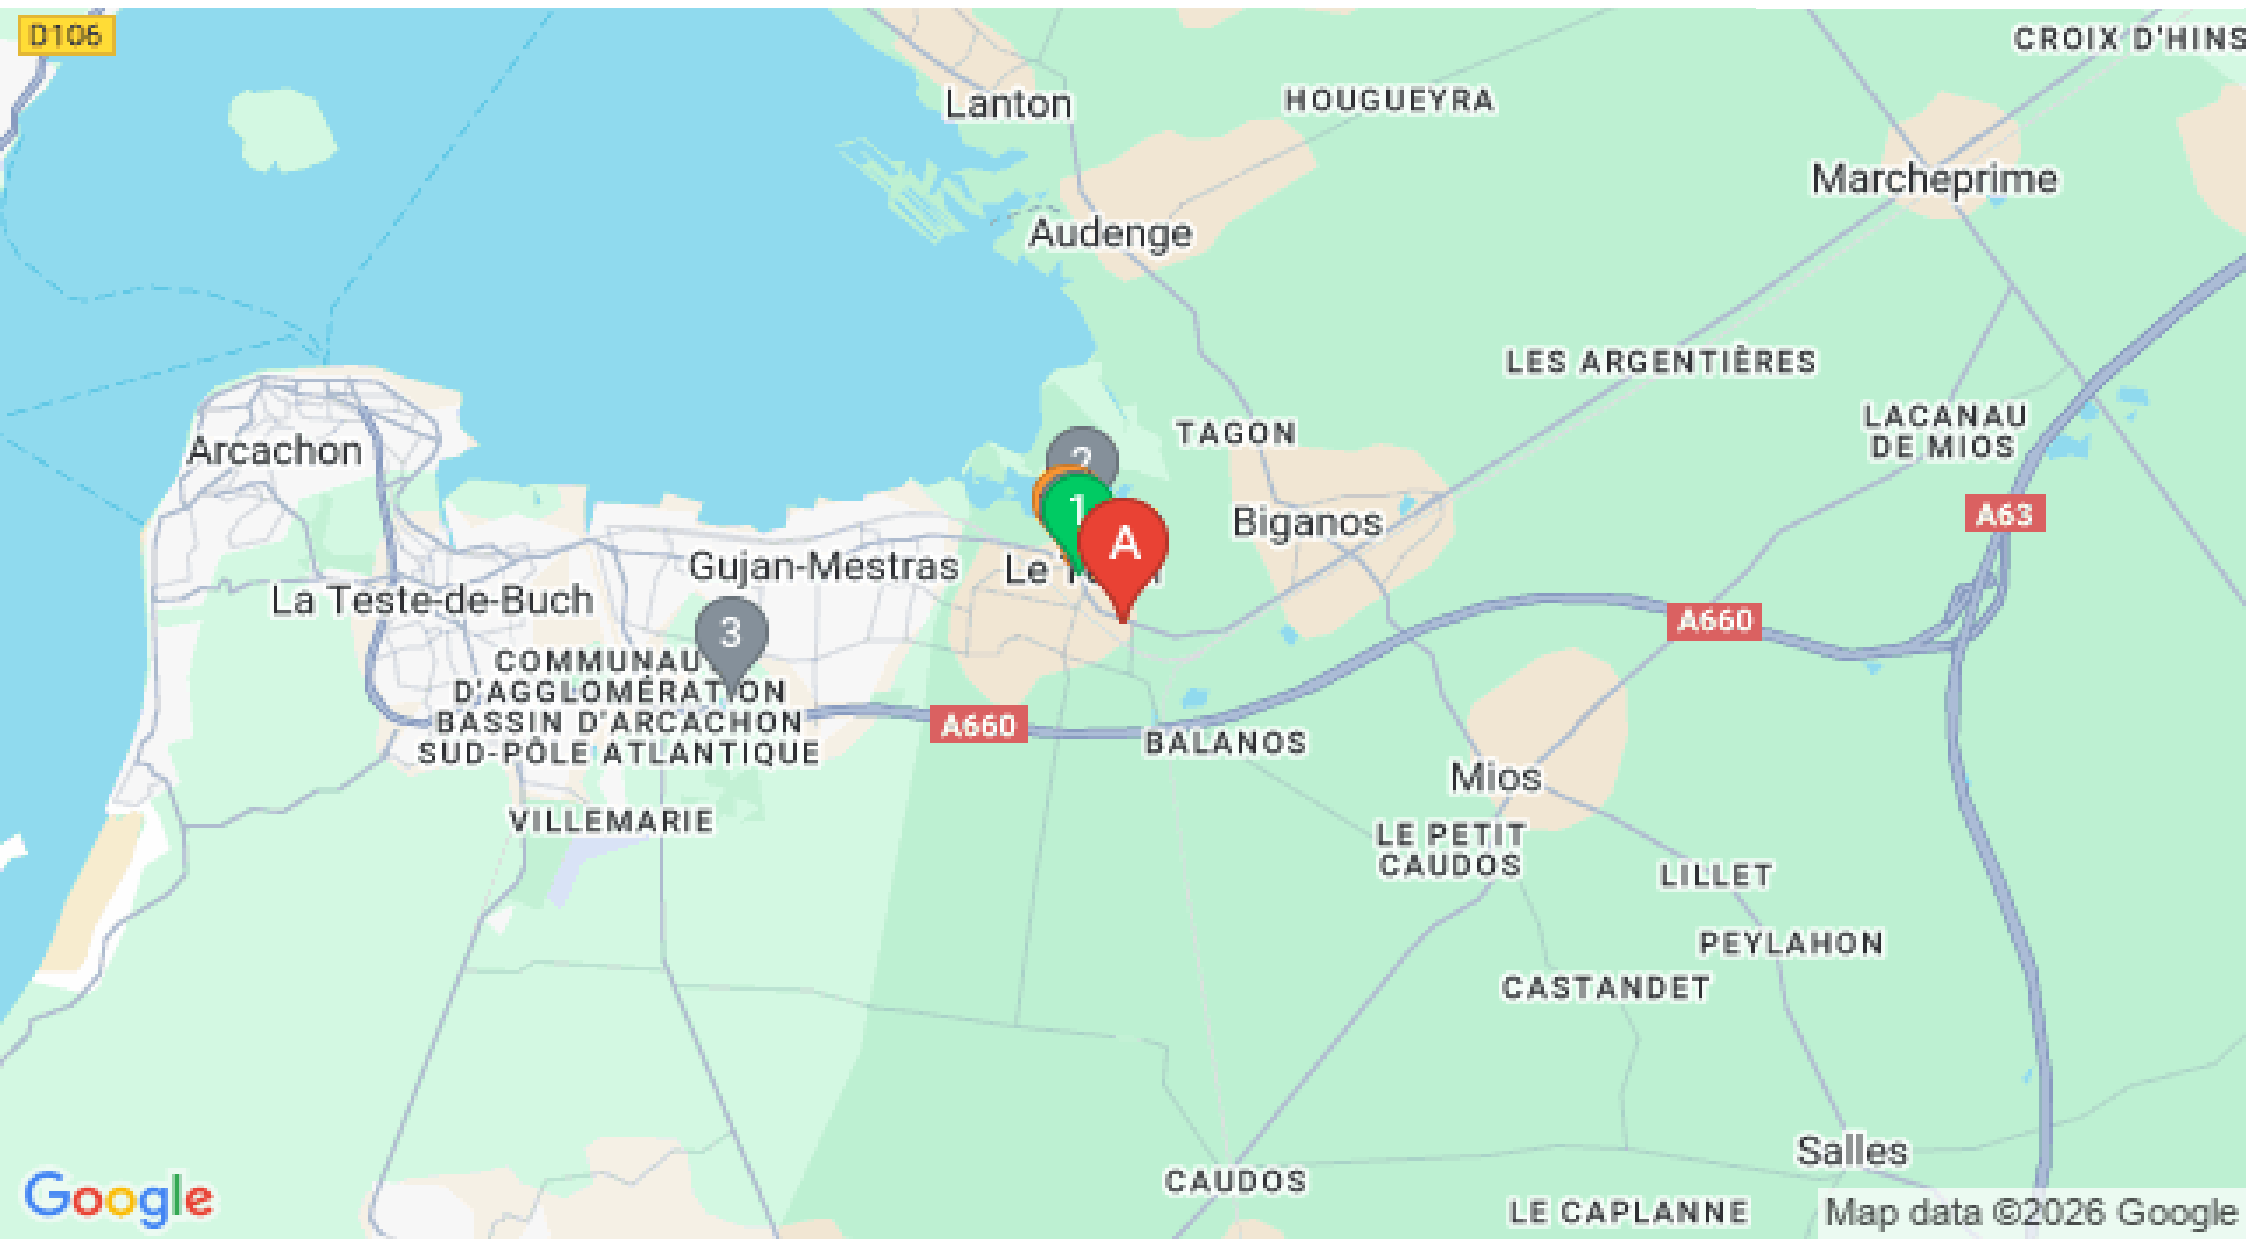 D106
CROIX D'HINS
Lanton
HOUGUEYRA
Marcheprime
Audenge
LES ARGENTIÈRES
LACANAU
DE MIOS
TAGON
Arcachon
2
1
A
A63
Biganos
Gujan-Mestras
Le
La Teste-de-Buch
3
A660
COMMUNAU
D'AGGLOMÉRATION
BASSIN D'ARCACHON
SUD-PÔLE ATLANTIQUE
A660
BALANOS
Mios
VILLEMARIE
LE PETIT
CAUDOS
LILLET
PEYLAHON
CASTANDET
Salles
CAUDOS
LE CAPLANNE
Google
Map data ©2026 Google